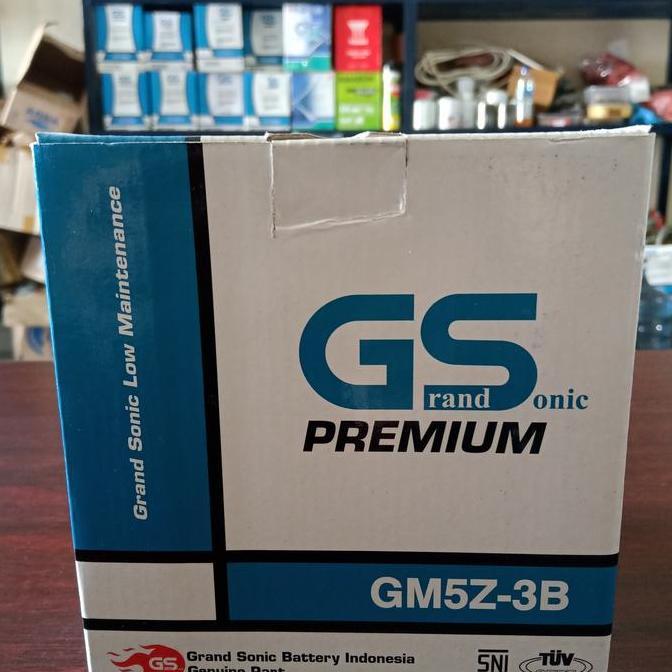 Grand Sonic Low Maintenance
GS
rand onic
PREMIUM
GM5Z-3B
GS
Grand Sonic Battery Indonesia
Genuine Part
SNI
TÜV